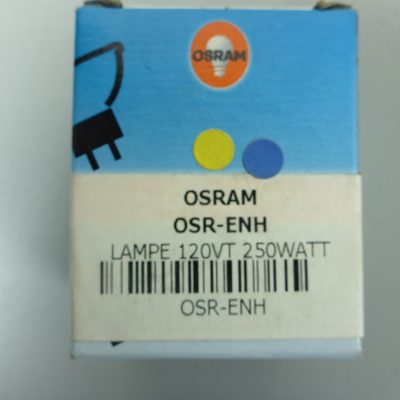 OSRAM
OSRAM
OSR-ENH
LAMPE 120VT 250WATT
OSR-ENH